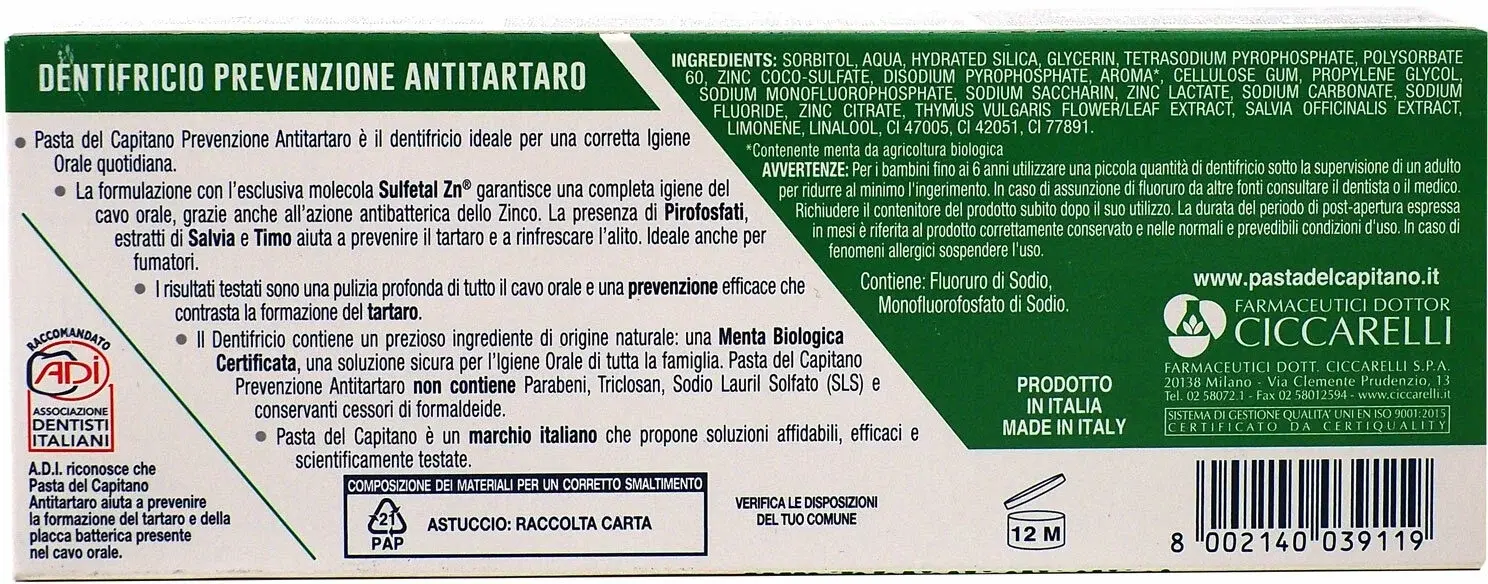 DENTIFRICIO PREVENZIONE ANTITARTARO
• Pasta del Capitano Prevenzione Antitartaro è il dentifricio ideale per una corretta Igiene
Orale quotidiana.
• La formulazione con l'esclusiva molecola Sulfetal Zn® garantisce una completa igiene del
cavo orale, grazie anche all'azione antibatterica dello Zinco. La presenza di Pirofosfati,
estratti di Salvia e Timo aiuta a prevenire il tartaro e a rinfrescare l'alito. Ideale anche per
fumatori.
• I risultati testati sono una pulizia profonda di tutto il cavo orale e una prevenzione efficace che
contrasta la formazione del tartaro.
• Il Dentifricio contiene un prezioso ingrediente di origine naturale: una Menta Biologica
Certificata, una soluzione sicura per l'Igiene Orale di tutta la famiglia. Pasta del Capitano
Prevenzione Antitartaro non contiene Parabeni, Triclosan, Sodio Lauril Solfato (SLS) e
conservanti cessori di formaldeide.
• Pasta del Capitano è un marchio italiano che propone soluzioni affidabili, efficaci e
scientificamente testate.
RACCOMANDATO
ADI
ASSOCIAZIONE
DENTISTI
ITALIANI
A.D.I. riconosce che
Pasta del Capitano
Antitartaro aiuta a prevenire
la formazione del tartaro e della
placca batterica presente
nel cavo orale.
COMPOSIZIONE DEI MATERIALI PER UN CORRETTO SMALTIMENTO
21
PAP
ASTUCCIO: RACCOLTA CARTA
VERIFICA LE DISPOSIZIONI
DEL TUO COMUNE
INGREDIENTS: SORBITOL, AQUA, HYDRATED SILICA, GLYCERIN, TETRASODIUM PYROPHOSPHATE, POLYSORBATE
60, ZINC COCO-SULFATE, DISODIUM PYROPHOSPHATE, AROMA*, CELLULOSE GUM, PROPYLENE GLYCOL,
SODIUM MONOFLUOROPHOSPHATE, SODIUM SACCHARIN, ZINC LACTATE, SODIUM CARBONATE, SODIUM
FLUORIDE, ZINC CITRATE, THYMUS VULGARIS FLOWER/LEAF EXTRACT, SALVIA OFFICINALIS EXTRACT,
LIMONENE, LINALOOL, CI 47005, CI 42051, CI 77891.
*Contenente menta da agricoltura biologica
AVVERTENZE: Per i bambini fino ai 6 anni utilizzare una piccola quantità di dentifricio sotto la supervisione di un adulto
per ridurre al minimo l'ingerimento. In caso di assunzione di fluoruro da altre fonti consultare il dentista o il medico.
Richiudere il contenitore del prodotto subito dopo il suo utilizzo. La durata del periodo di post-apertura espressa
in mesi è riferita al prodotto correttamente conservato e nelle normali e prevedibili condizioni d'uso. In caso di
fenomeni allergici sospendere l'uso.
Contiene: Fluoruro di Sodio,
Monofluorofosfato di Sodio.
www.pastadelcapitano.it
FARMACEUTICI DOTTOR
CICCARELLI
FARMACEUTICI DOTT. CICCARELLI S.P.A.
20138 Milano - Via Clemente Prudenzio, 13
Tel. 02 58072.1 - Fax 02 58012594 - www.ciccarelli.it
SISTEMA DI GESTIONE QUALITA' UNI EN ISO 9001:2015
CERTIFICATO DA CERTIQUALITY
PRODOTTO
IN ITALIA
MADE IN ITALY
12 M
8 002140 039119